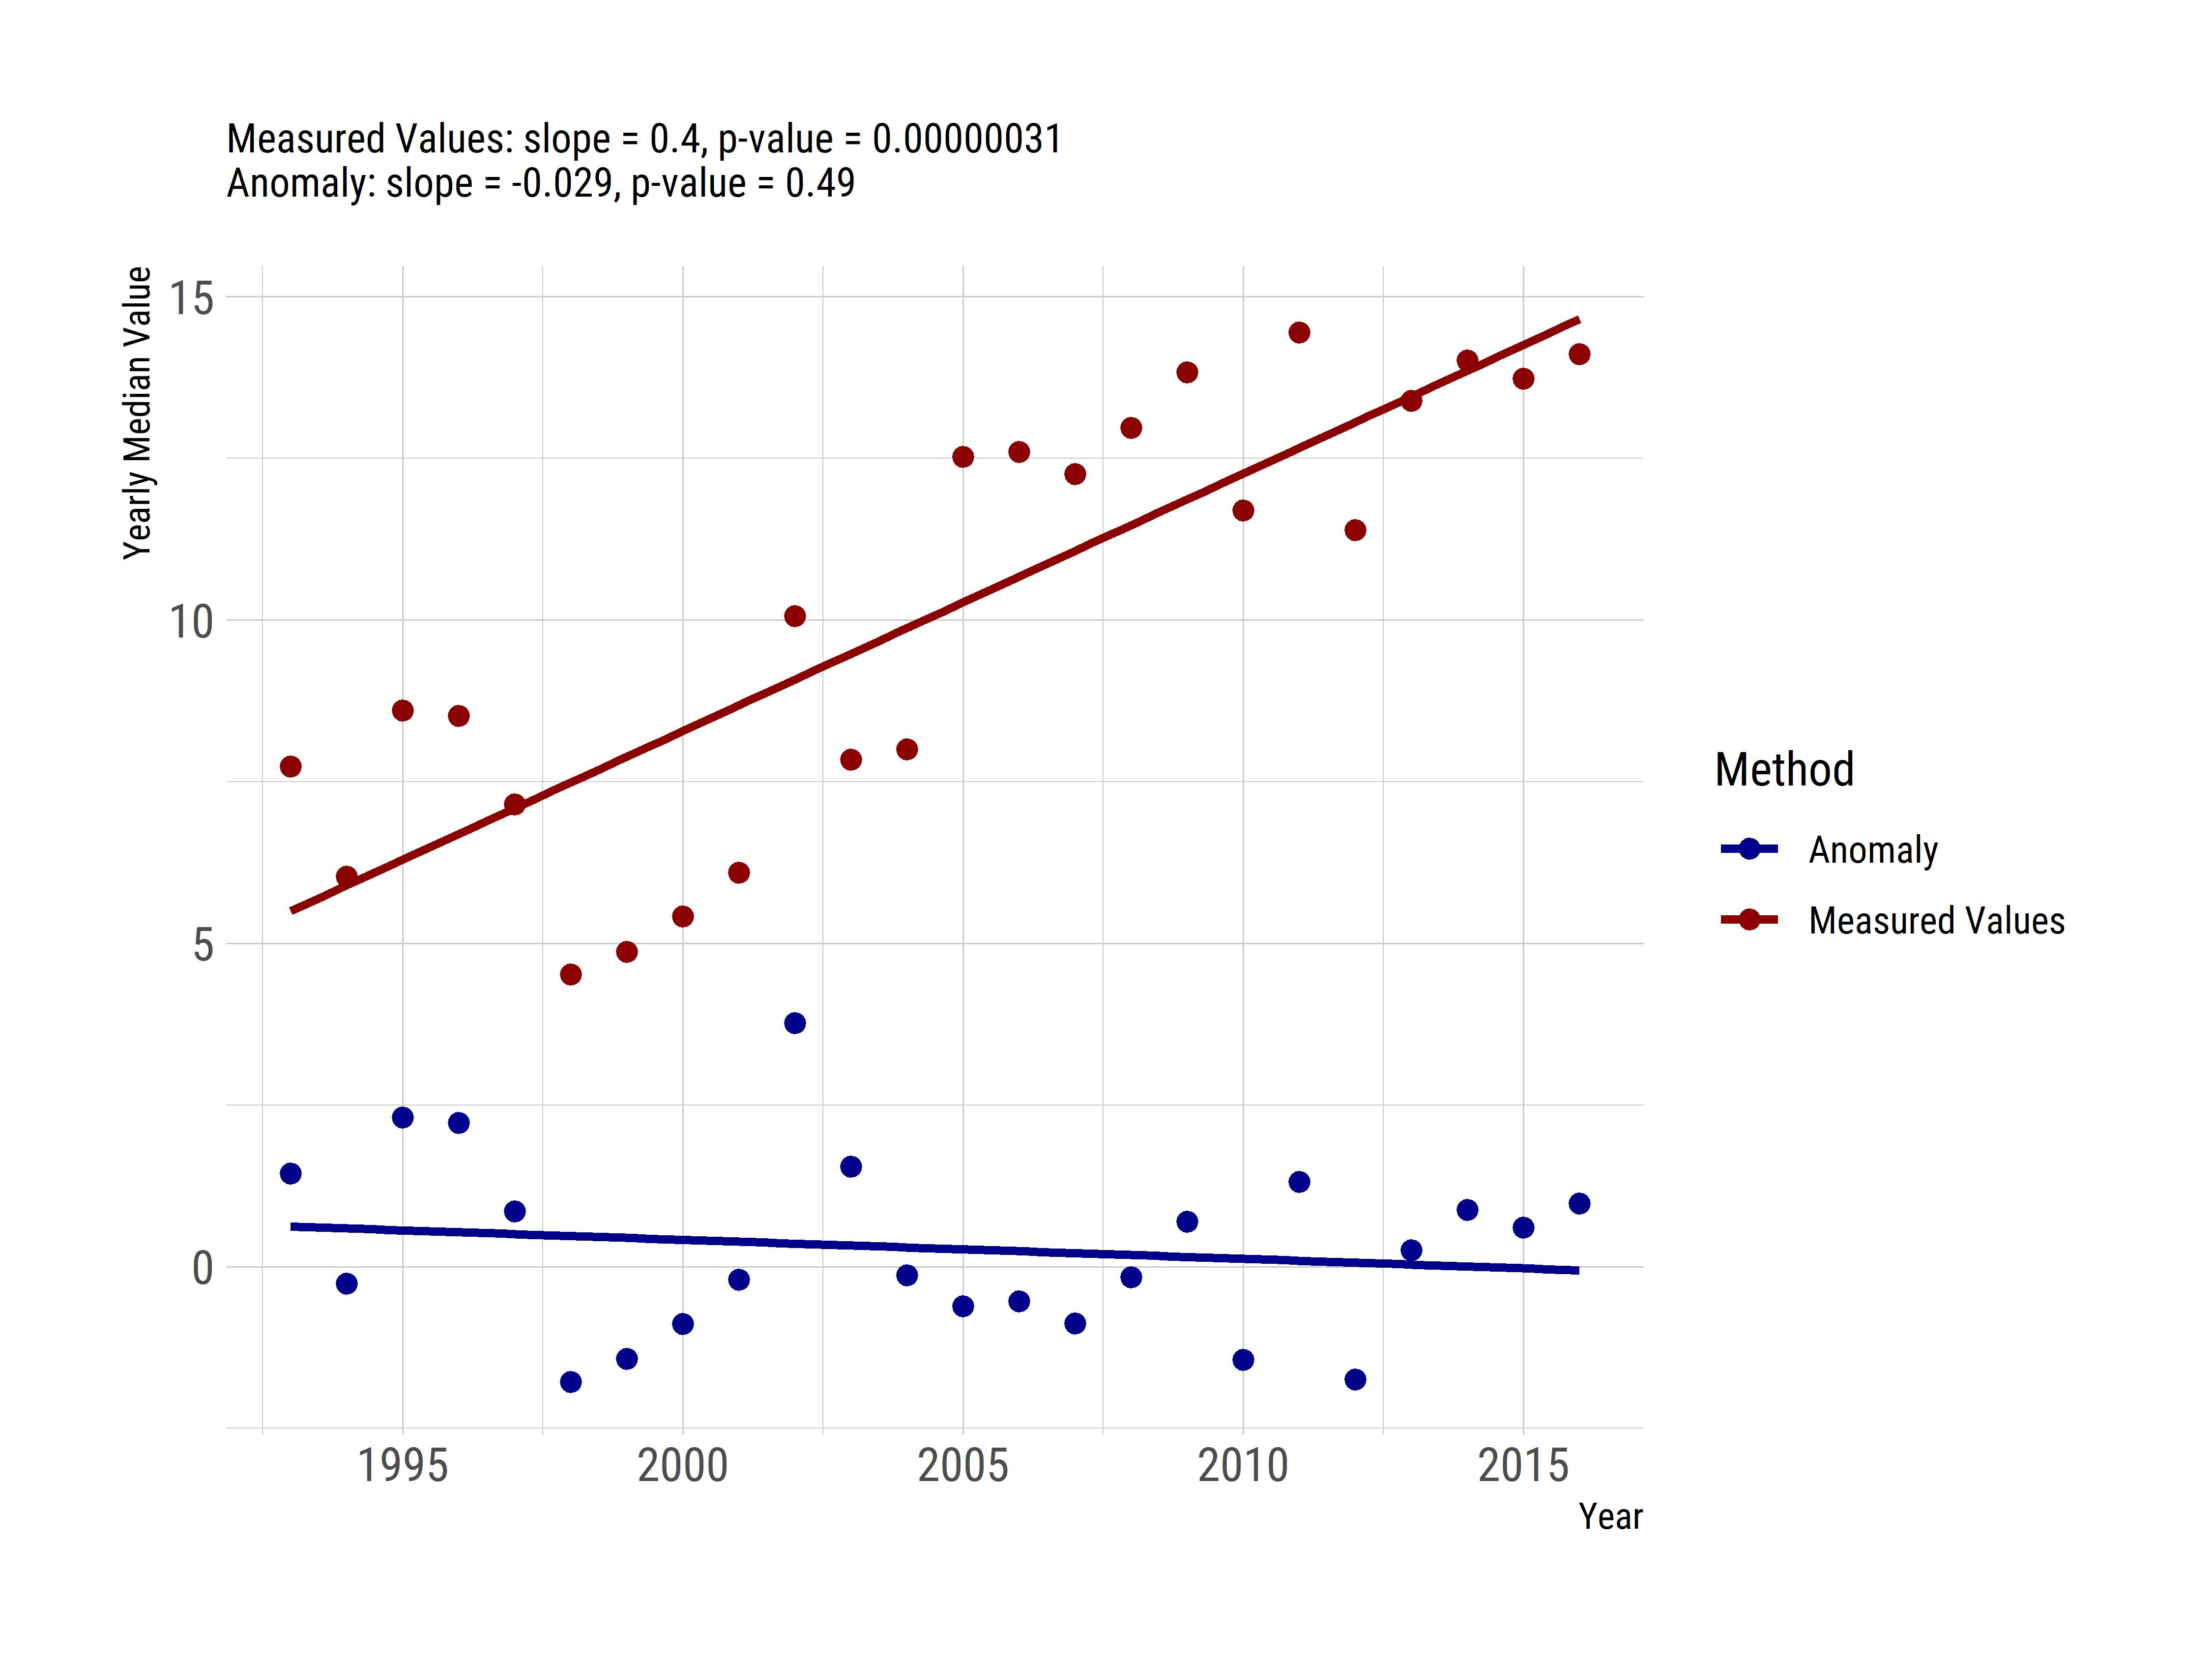 Measured Values: slope = 0.4, p-value = 0.00000031
Anomaly: slope = -0.029, p-value = 0.49
Yearly Median Value
15
10
5
0
1995
2000
2005
2010
2015
Year
Method
Anomaly
Measured Values